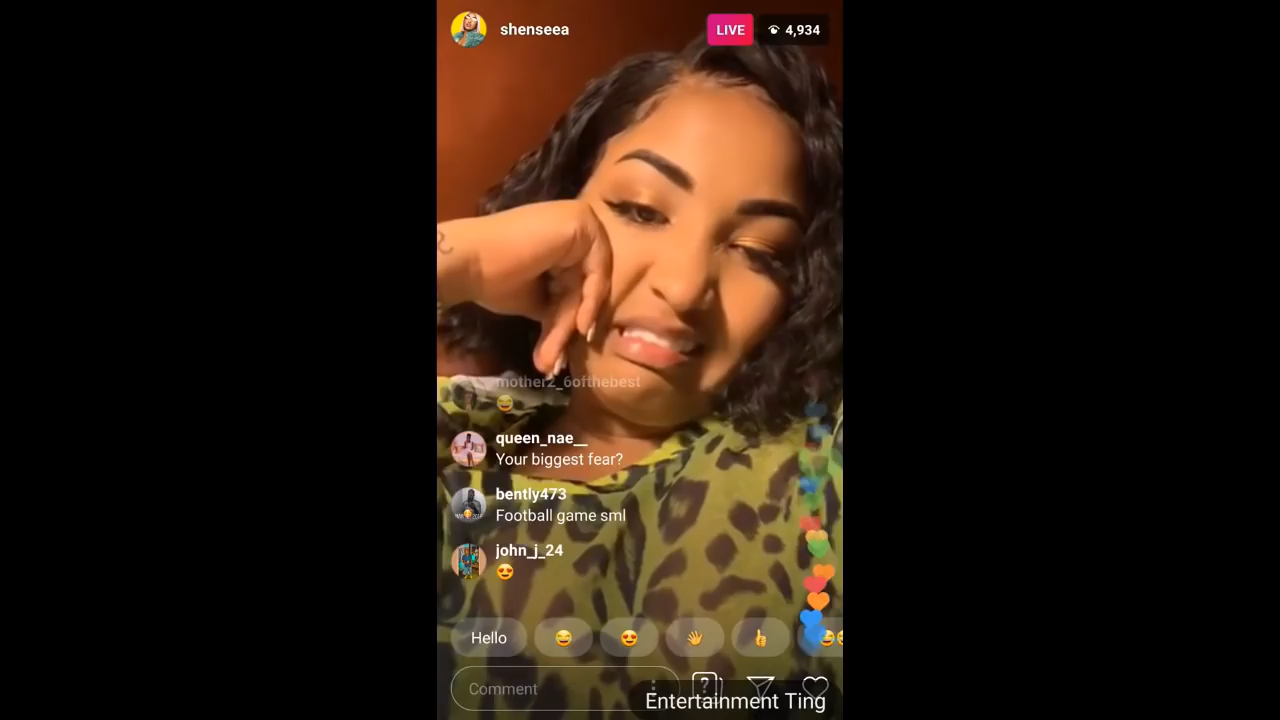 shenseea
LIVE
4,934
mother2_6ofthebest
😂
queen_nae__
Your biggest fear?
bently473
Football game sml
john_j_24
😍
Hello 😂 😍 👋 👍
Comment
Entertainment Ting